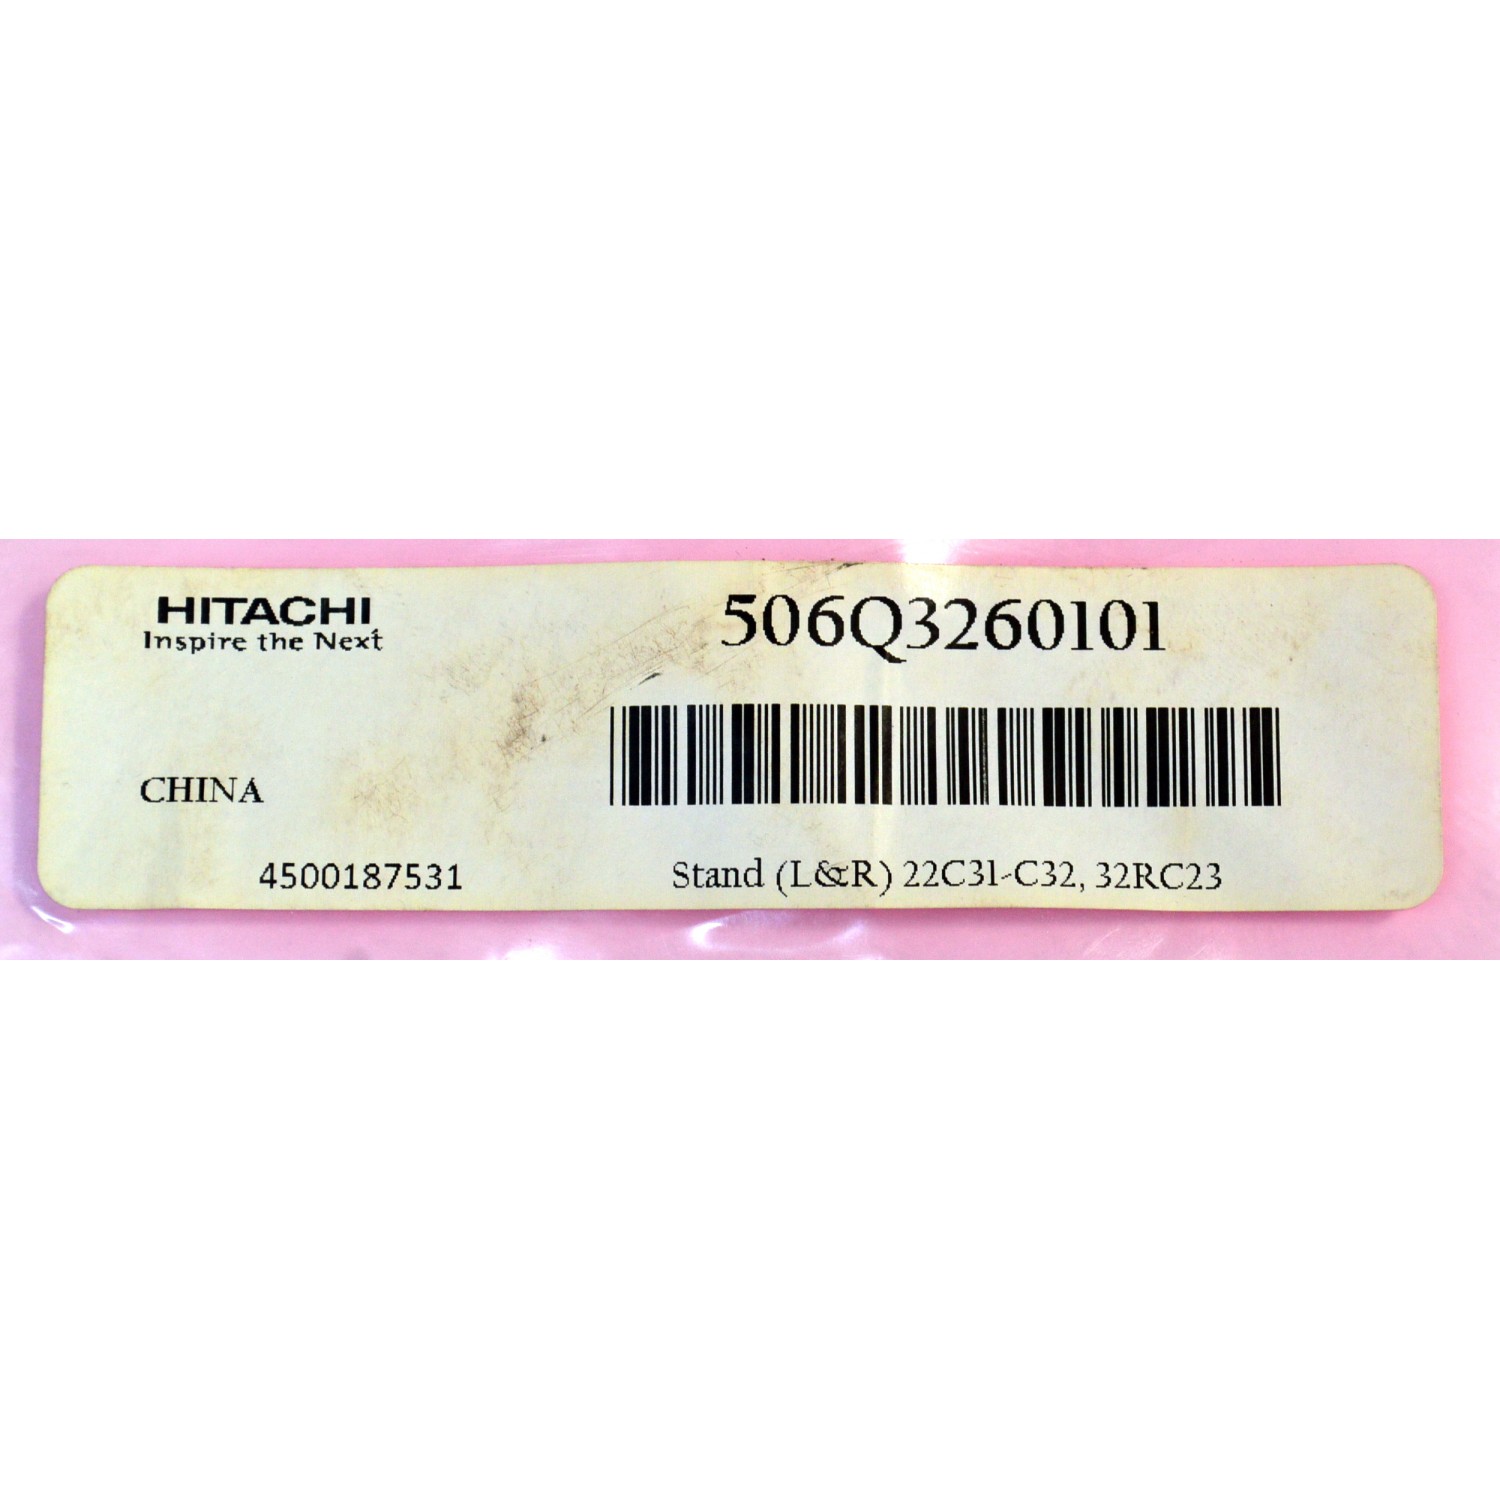 HITACHI
Inspire the Next
506Q3260101
CHINA
4500187531
Stand (L&R) 22C31-C32, 32RC23